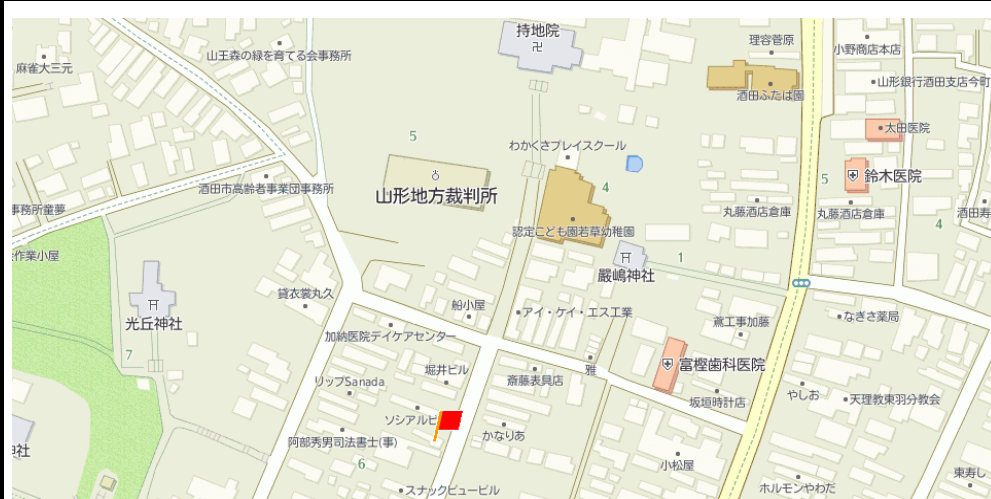 持地院
理容菅原
小野商店本店
山王森の緑を育てる会事務所
麻雀大三元
山形銀行酒田支店今町
酒田ふたば園
太田医院
5
わかくさプレイスクール
鈴木医院
5
酒田市高齢者事業団事務所
山形地方裁判所
4
事務所童夢
丸藤酒店倉庫
丸藤酒店倉庫
酒田寿
4
認定こども園若草幼稚園
作業小屋
1
嚴嶋神社
貸衣裳丸久
船小屋
アイ・ケイ・エス工業
光丘神社
鳶工事加藤
なぎさ薬局
加納医院デイケアセンター
7
堀井ビル
雅
富樫歯科医院
リップSanada
斎藤表具店
やしお
天理教東羽分教会
坂垣時計店
ソシアルビ
かなりあ
阿部秀男司法書士(事)
神社
6
小松屋
東寿し
スナックビュービル
ホルモンやわだ